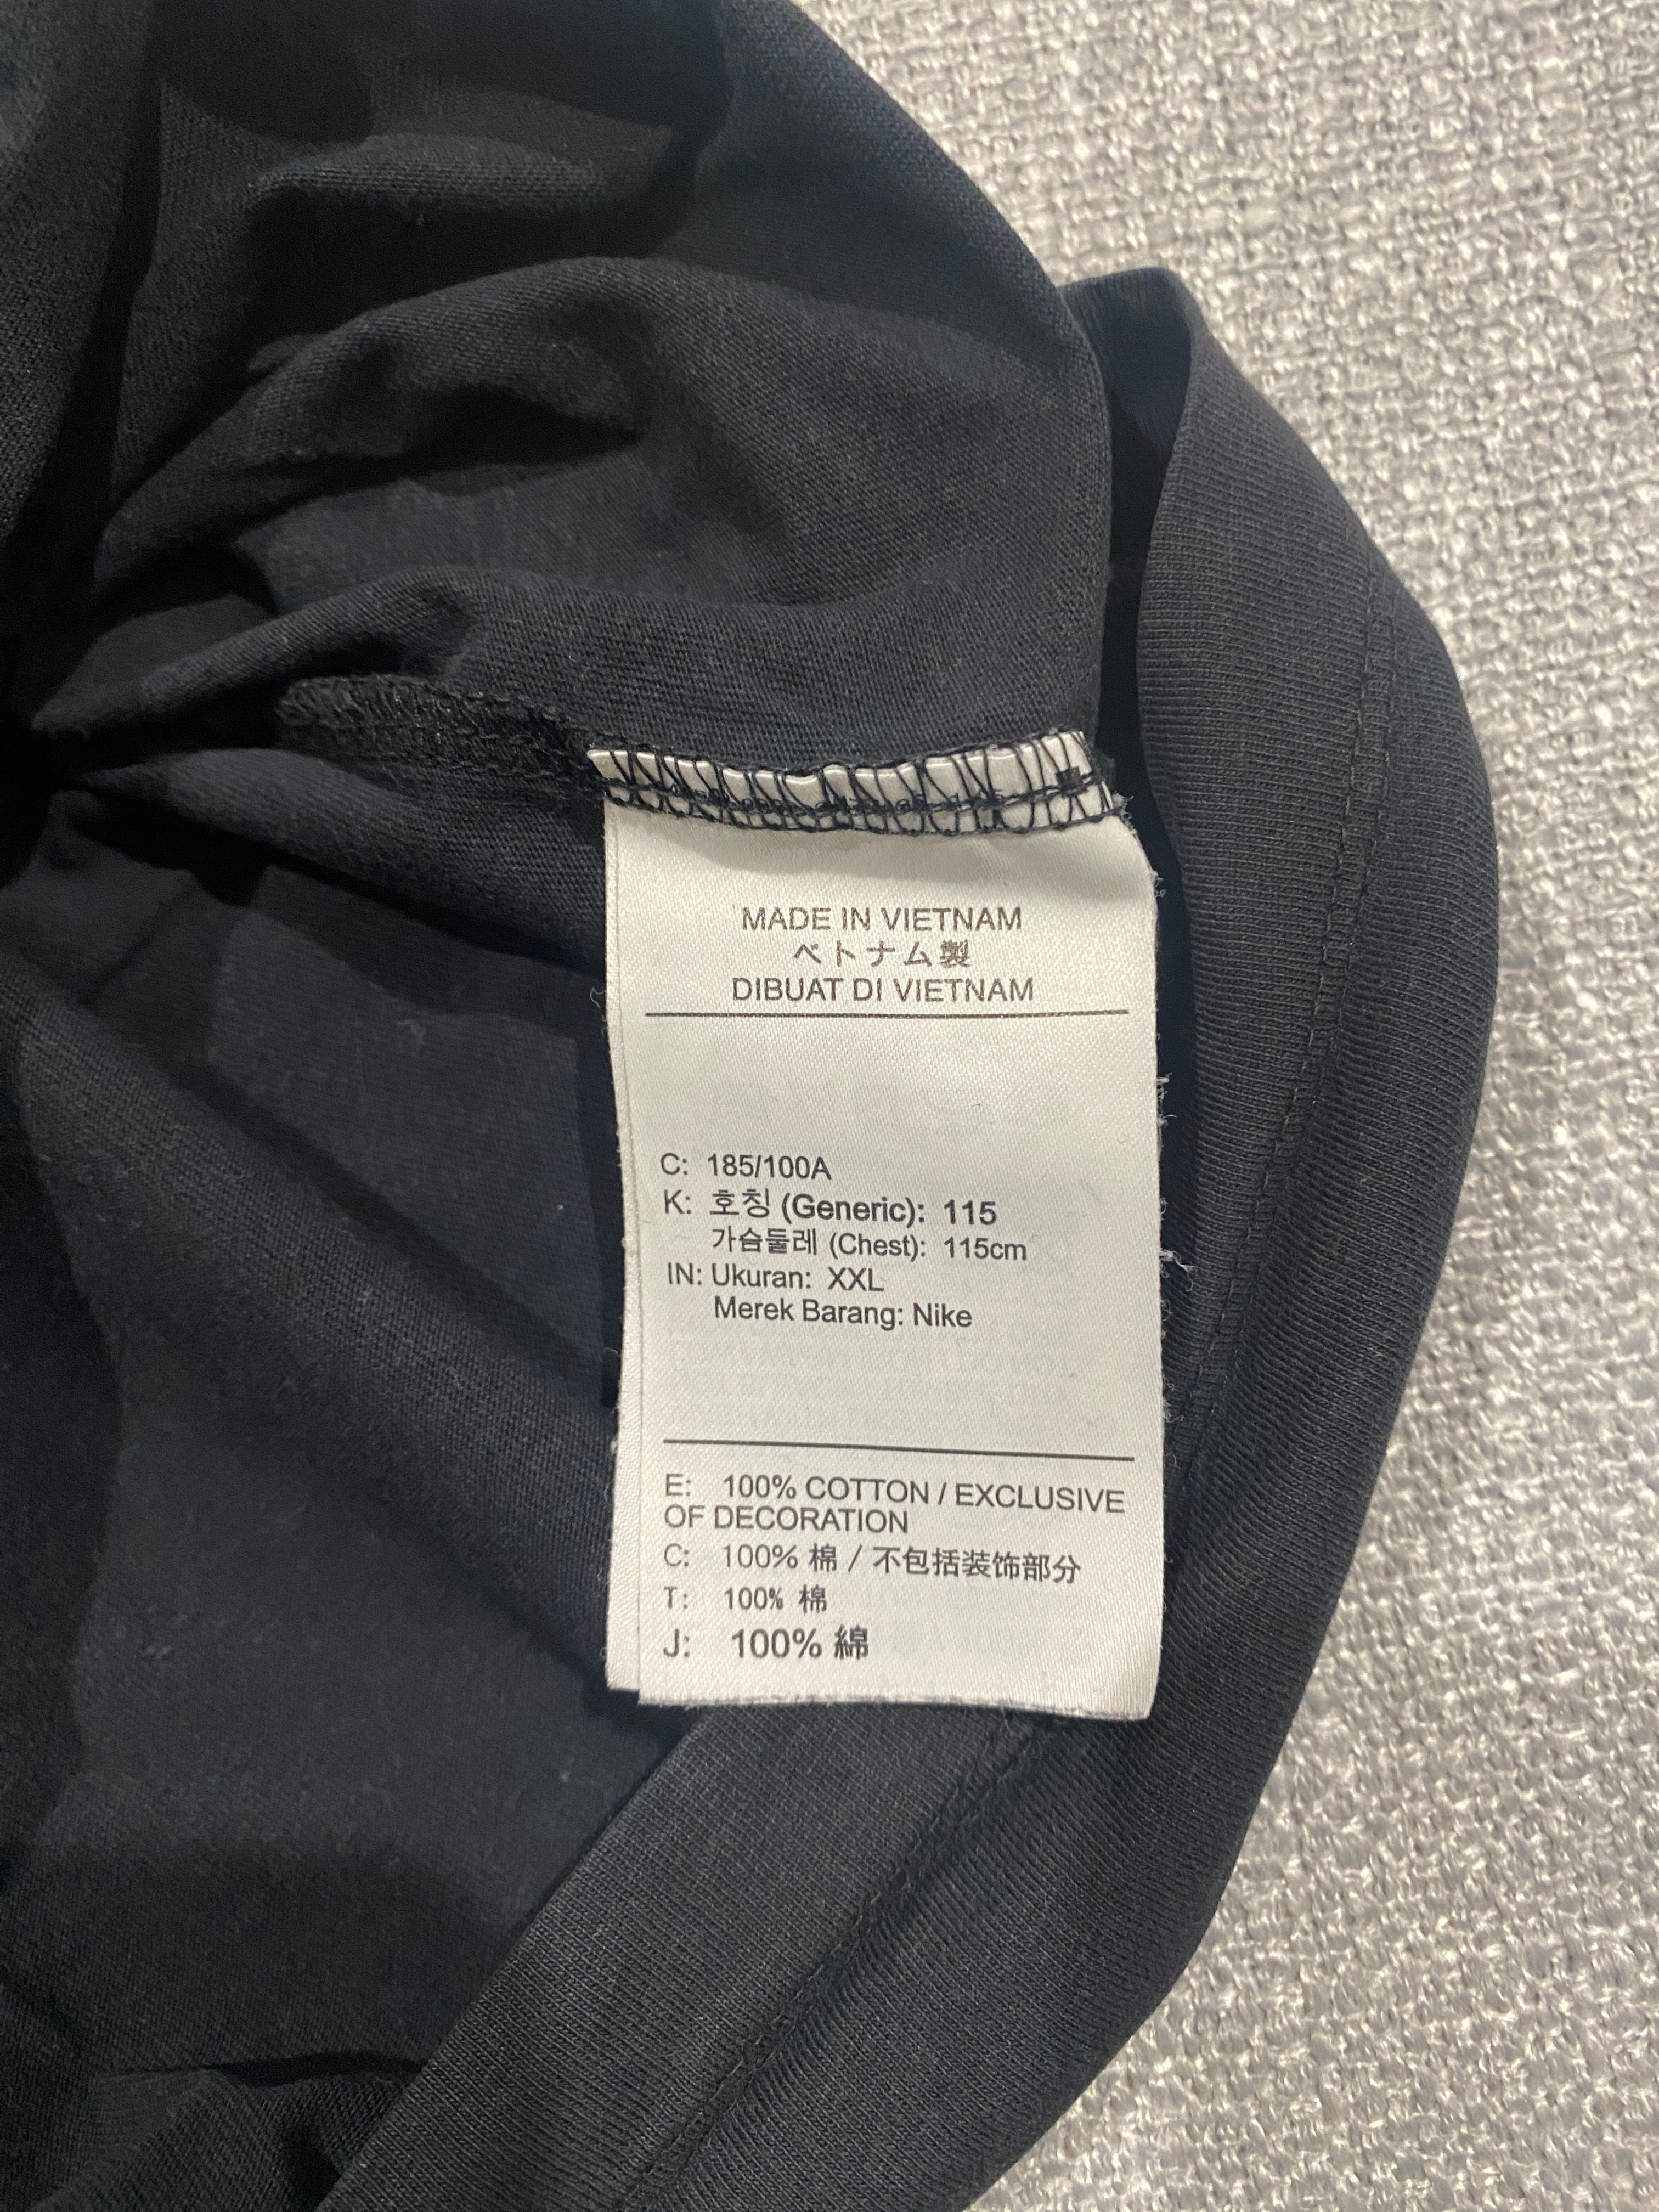 MADE IN VIETNAM
ベトナム製
DIBUAT DI VIETNAM
C: 185/100A
K: 호칭 (Generic): 115
가슴둘레 (Chest): 115cm
IN: Ukuran: XXL
Merek Barang: Nike
E: 100% COTTON / EXCLUSIVE
OF DECORATION
C: 100% 棉 / 不包括装饰部分
T: 100% 棉
J: 100% 綿